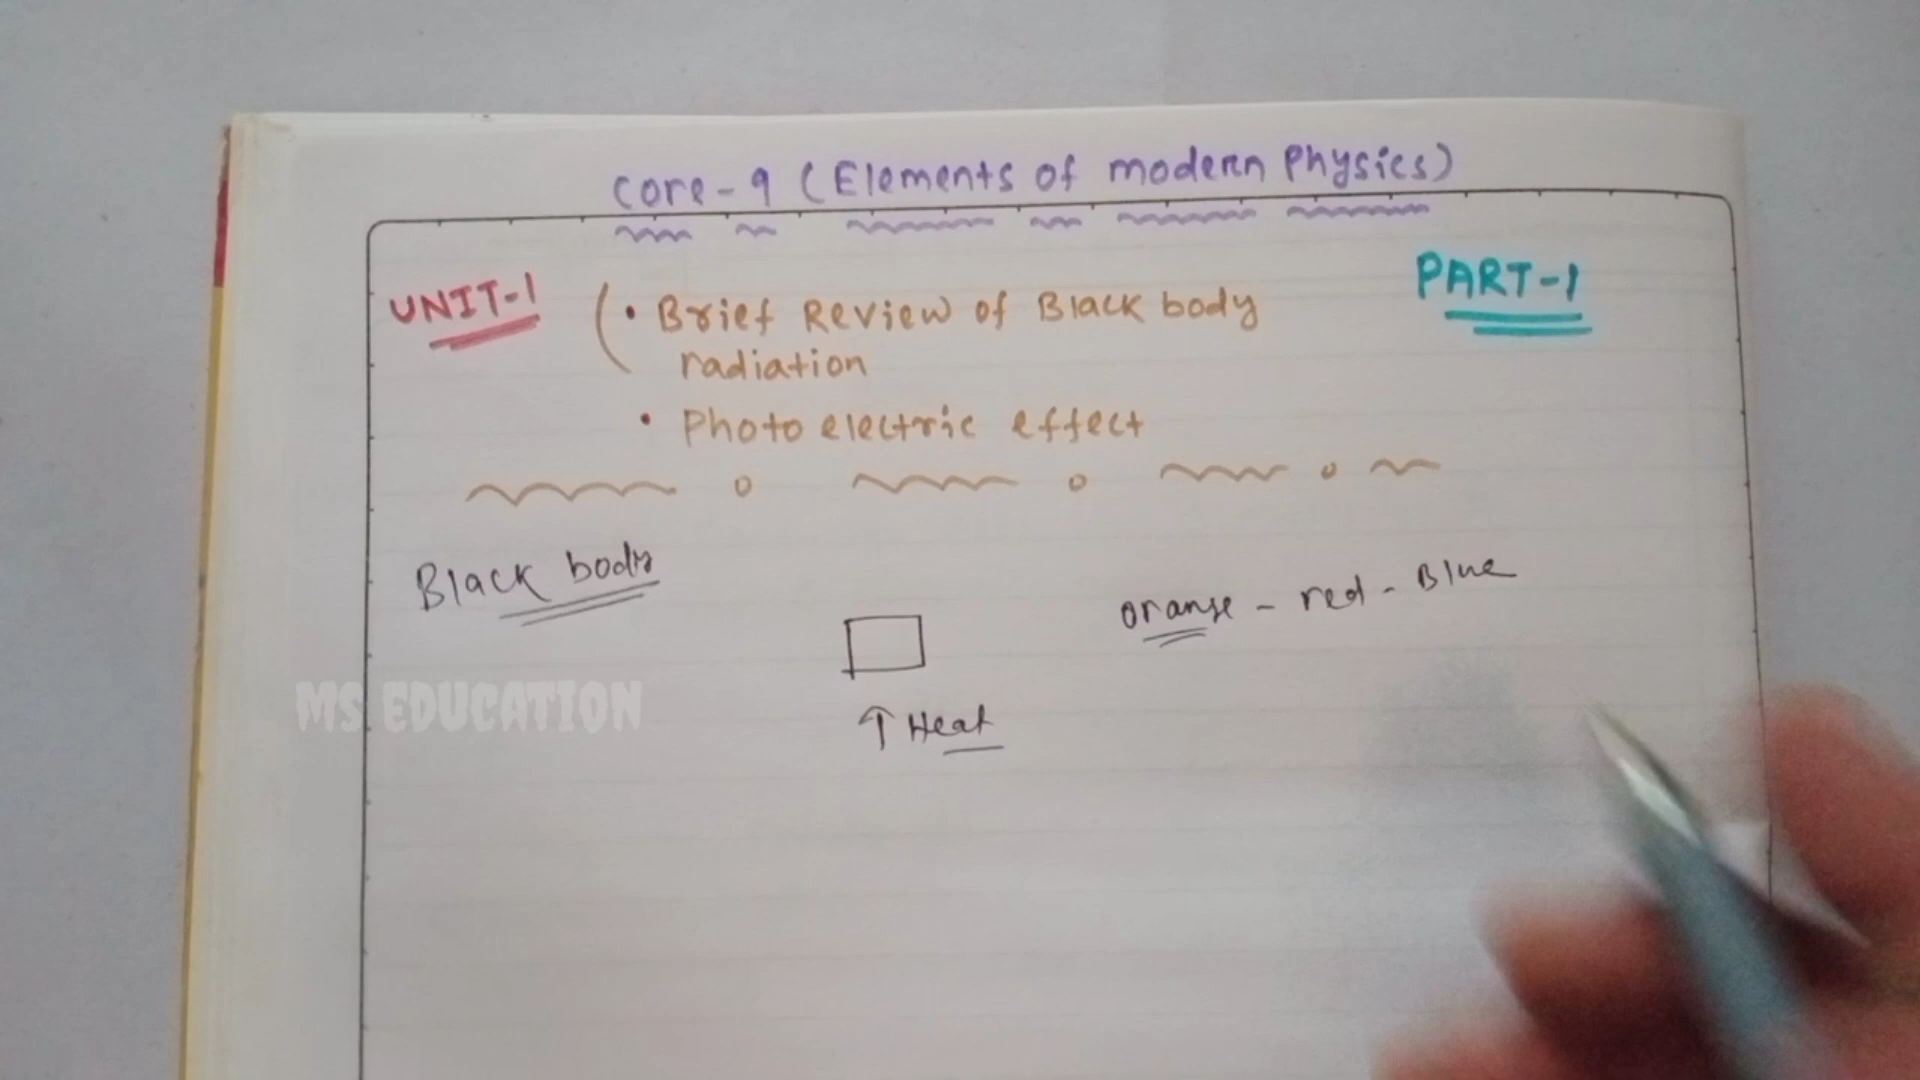 Core-9 (Elements of modern Physics)
UNIT-1
PART-1
(• Brief Review of Black body
radiation
• Photo electric effect
Black body
orange - red - Blue
↑ Heat
MS EDUCATION